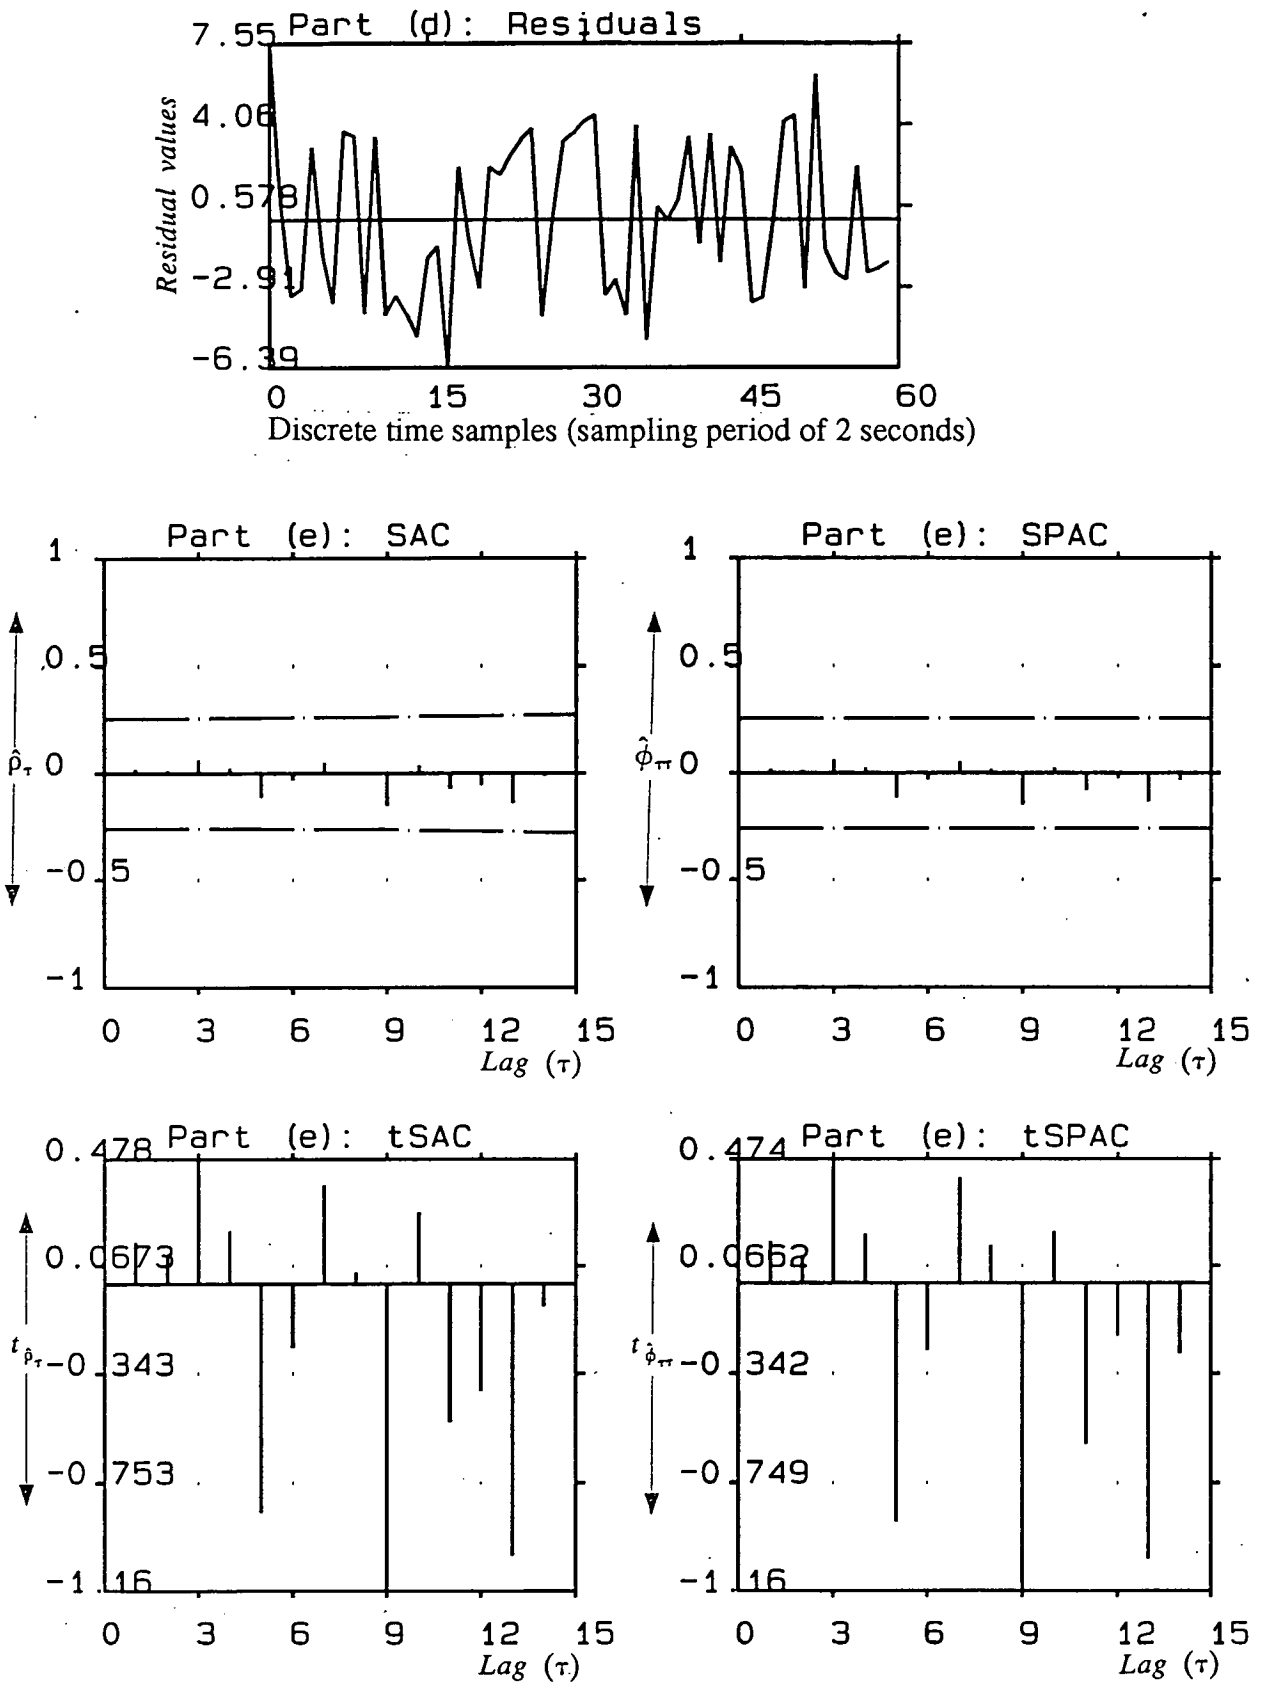 Part (d): Residuals
7.55
4.06
0.578
-2.91
-6.39
Residual values
0 15 30 45 60
Discrete time samples (sampling period of 2 seconds)
Part (e): SAC
1
0.5
0
-0.5
-1
ρ̂τ
0 3 6 9 12 15
Lag (τ)
Part (e): SPAC
1
0.5
0
-0.5
-1
φ̂ττ
0 3 6 9 12 15
Lag (τ)
Part (e): tSAC
0.478
0.0673
-0.343
-0.753
-1.16
t ρ̂τ
0 3 6 9 12 15
Lag (τ)
Part (e): tSPAC
0.474
0.0662
-0.342
-0.749
-1.16
t φ̂ττ
0 3 6 9 12 15
Lag (τ)